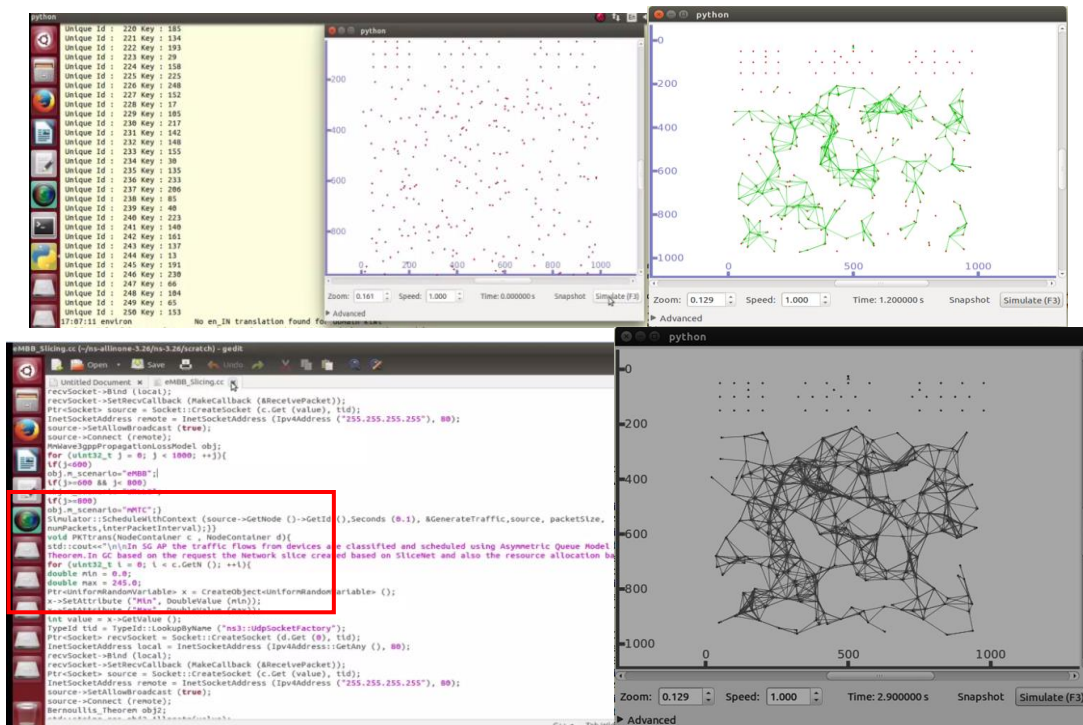 python
Unique Id : 220 Key : 185
Unique Id : 221 Key : 134
Unique Id : 222 Key : 193
Unique Id : 223 Key : 29
Unique Id : 224 Key : 158
Unique Id : 225 Key : 225
Unique Id : 226 Key : 248
Unique Id : 227 Key : 152
Unique Id : 228 Key : 17
Unique Id : 229 Key : 105
Unique Id : 230 Key : 217
Unique Id : 231 Key : 142
Unique Id : 232 Key : 148
Unique Id : 233 Key : 155
Unique Id : 234 Key : 30
Unique Id : 235 Key : 135
Unique Id : 236 Key : 233
Unique Id : 237 Key : 206
Unique Id : 238 Key : 85
Unique Id : 239 Key : 40
Unique Id : 240 Key : 223
Unique Id : 241 Key : 140
Unique Id : 242 Key : 161
Unique Id : 243 Key : 137
Unique Id : 244 Key : 13
Unique Id : 245 Key : 191
Unique Id : 246 Key : 230
Unique Id : 247 Key : 66
Unique Id : 248 Key : 104
Unique Id : 249 Key : 65
Unique Id : 250 Key : 153
17:07:11 environ No en_IN translation found for domain
python
200
400
600
800
0 200 400 600 800 1000
Zoom: 0.161 Speed: 1.000 Time: 0.000000 s Snapshot Simulate (F3)
Advanced
python
0
200
400
600
800
1000
0 500 1000
Zoom: 0.129 Speed: 1.000 Time: 1.200000 s Snapshot Simulate (F3)
Advanced
eMBB_Slicing.cc (~/ns-allinone-3.26/ns-3.26/scratch) - gedit
Open Save Undo
Untitled Document eMBB_Slicing.cc
recvSocket->Bind (local);
recvSocket->SetRecvCallback (MakeCallback (&ReceivePacket));
Ptr<Socket> source = Socket::CreateSocket (c.Get (value), tid);
InetSocketAddress remote = InetSocketAddress (Ipv4Address ("255.255.255.255"), 80);
source->SetAllowBroadcast (true);
source->Connect (remote);
MmWave3gppPropagationLossModel obj;
for (uint32_t j = 0; j < 1000; ++j){
if(j<600)
obj.m_scenario="eMBB";
if(j>=600 && j< 800)
if(j>=800)
obj.m_scenario="mMTC";}
Simulator::ScheduleWithContext (source->GetNode ()->GetId (),Seconds (0.1), &GenerateTraffic,source, packetSize,
numPackets,interPacketInterval);}}
void PKTtrans(NodeContainer c , NodeContainer d){
std::cout<<"\n\nIn 5G AP the traffic flows from devices are classified and scheduled using Asymmetric Queue Model
Theorem.In GC based on the request the Network slice created based on SliceNet and also the resource allocation
for (uint32_t i = 0; i < c.GetN (); ++i){
double min = 0.0;
double max = 245.0;
Ptr<UniformRandomVariable> x = CreateObject<UniformRandomVariable> ();
x->SetAttribute ("Min", DoubleValue (min));
x->SetAttribute ("Max", DoubleValue (max));
int value = x->GetValue ();
TypeId tid = TypeId::LookupByName ("ns3::UdpSocketFactory");
Ptr<Socket> recvSocket = Socket::CreateSocket (d.Get (0), tid);
InetSocketAddress local = InetSocketAddress (Ipv4Address::GetAny (), 80);
recvSocket->Bind (local);
recvSocket->SetRecvCallback (MakeCallback (&ReceivePacket));
Ptr<Socket> source = Socket::CreateSocket (c.Get (value), tid);
InetSocketAddress remote = InetSocketAddress (Ipv4Address ("255.255.255.255"), 80);
source->SetAllowBroadcast (true);
source->Connect (remote);
Bernoullis_Theorem obj2;
python
0
200
400
600
800
1000
0 500 1000
Zoom: 0.129 Speed: 1.000 Time: 2.900000 s Snapshot Simulate (F3)
Advanced